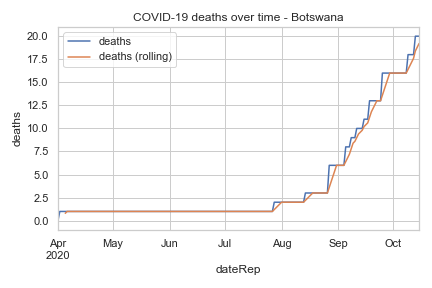 COVID-19 deaths over time - Botswana
deaths
deaths (rolling)
20.0
17.5
15.0
12.5
10.0
7.5
5.0
2.5
0.0
deaths
Apr May Jun Jul Aug Sep Oct
2020
dateRep